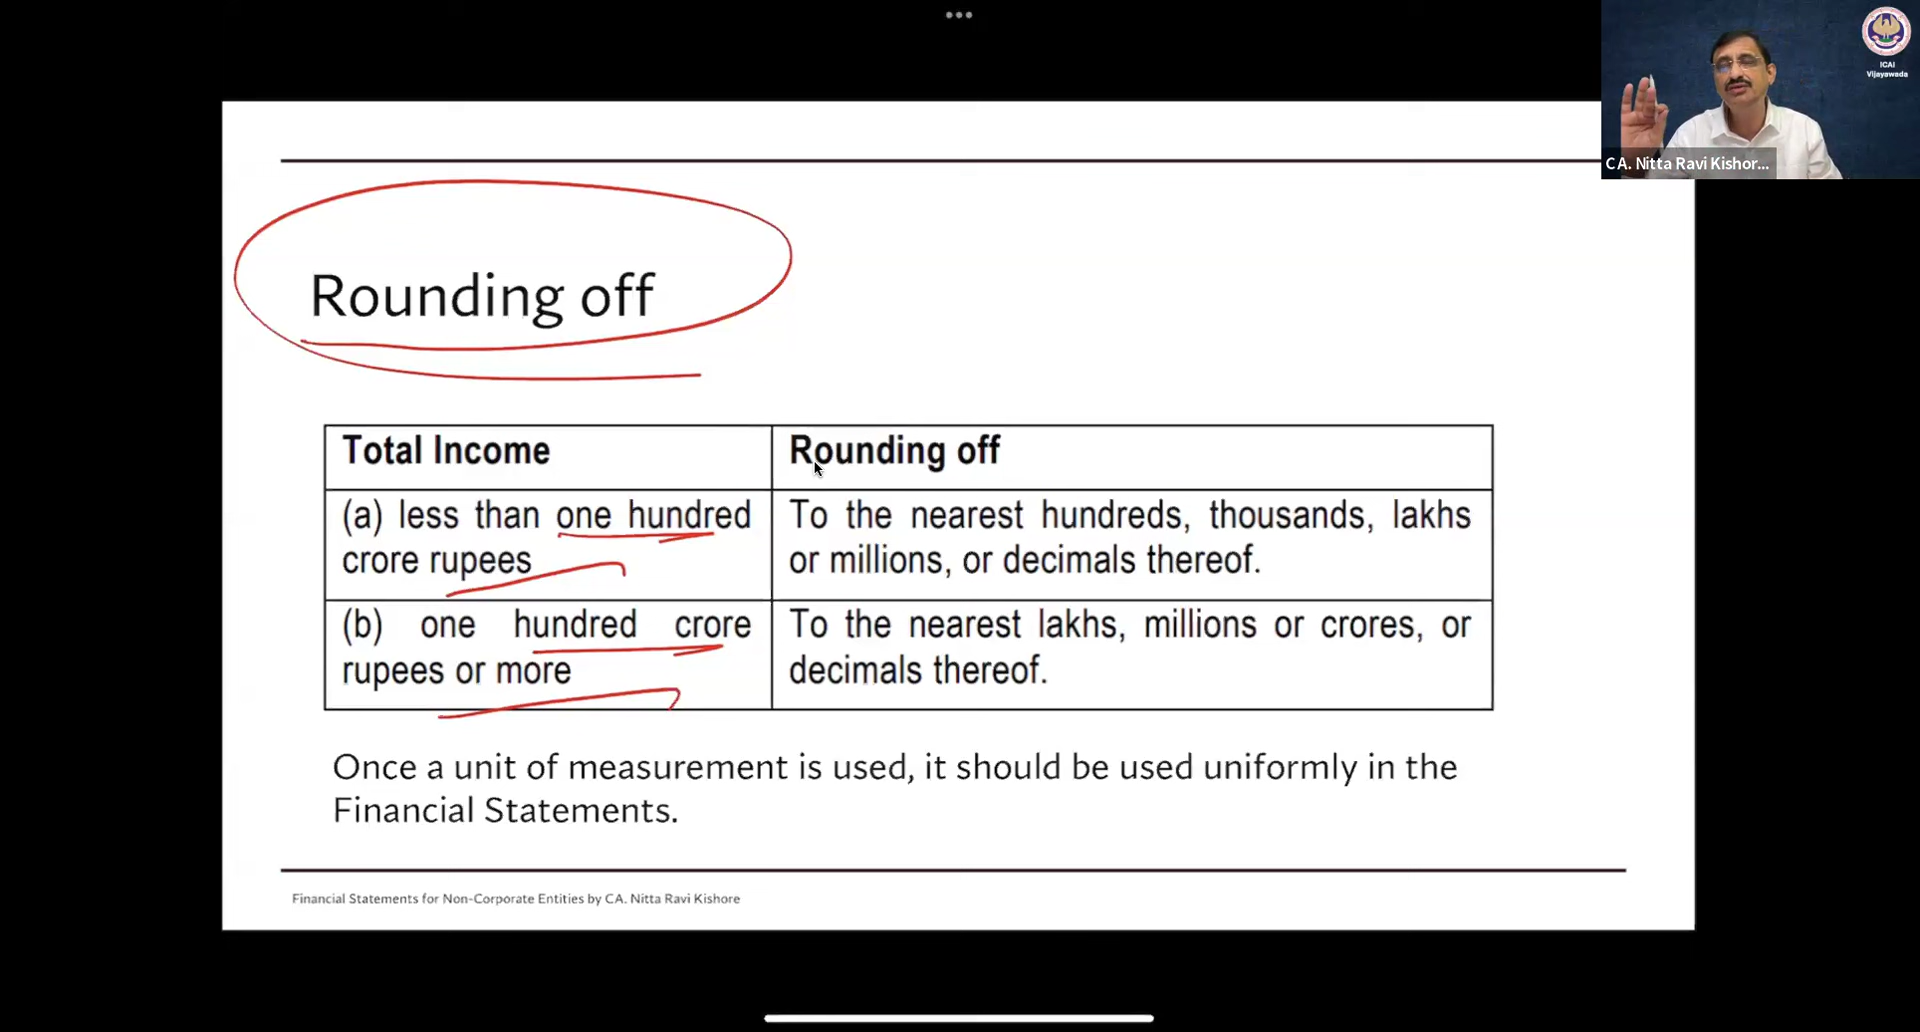 ICAI
Vijayawada
CA. Nitta Ravi Kishor...
Rounding off
Total Income
Rounding off
(a) less than one hundred
crore rupees
To the nearest hundreds, thousands, lakhs
or millions, or decimals thereof.
(b) one hundred crore
rupees or more
To the nearest lakhs, millions or crores, or
decimals thereof.
Once a unit of measurement is used, it should be used uniformly in the
Financial Statements.
Financial Statements for Non-Corporate Entities by CA. Nitta Ravi Kishore